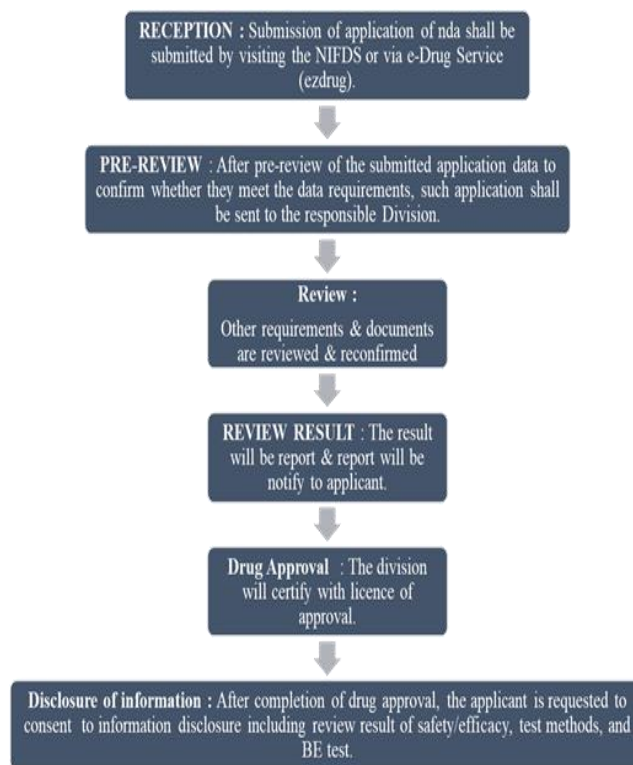 RECEPTION : Submission of application of nda shall be
submitted by visiting the NIFDS or via e-Drug Service
(ezdrug).
PRE-REVIEW : After pre-review of the submitted application data to
confirm whether they meet the data requirements, such application shall
be sent to the responsible Division.
Review :
Other requirements & documents
are reviewed & reconfirmed
REVIEW RESULT : The result
will be report & report will be
notify to applicant.
Drug Approval : The division
will certify with licence of
approval.
Disclosure of information : After completion of drug approval, the applicant is requested to
consent to information disclosure including review result of safety/efficacy, test methods, and
BE test.